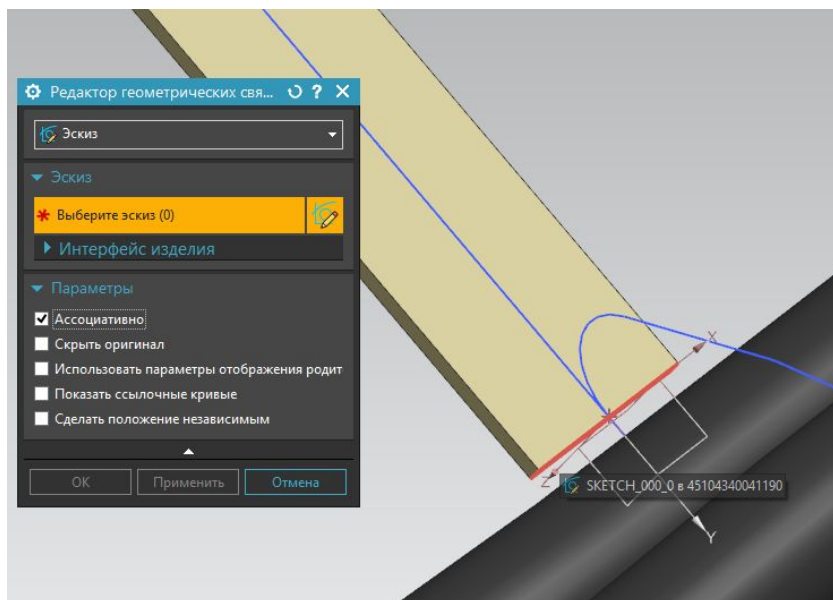 Редактор геометрических свя...
Эскиз
Эскиз
Выберите эскиз (0)
Интерфейс изделия
Параметры
Ассоциативно
Скрыть оригинал
Использовать параметры отображения родит
Показать ссылочные кривые
Сделать положение независимым
ОК
Применить
Отмена
X
Z
SKETCH_000_0 в 45104340041190
Y